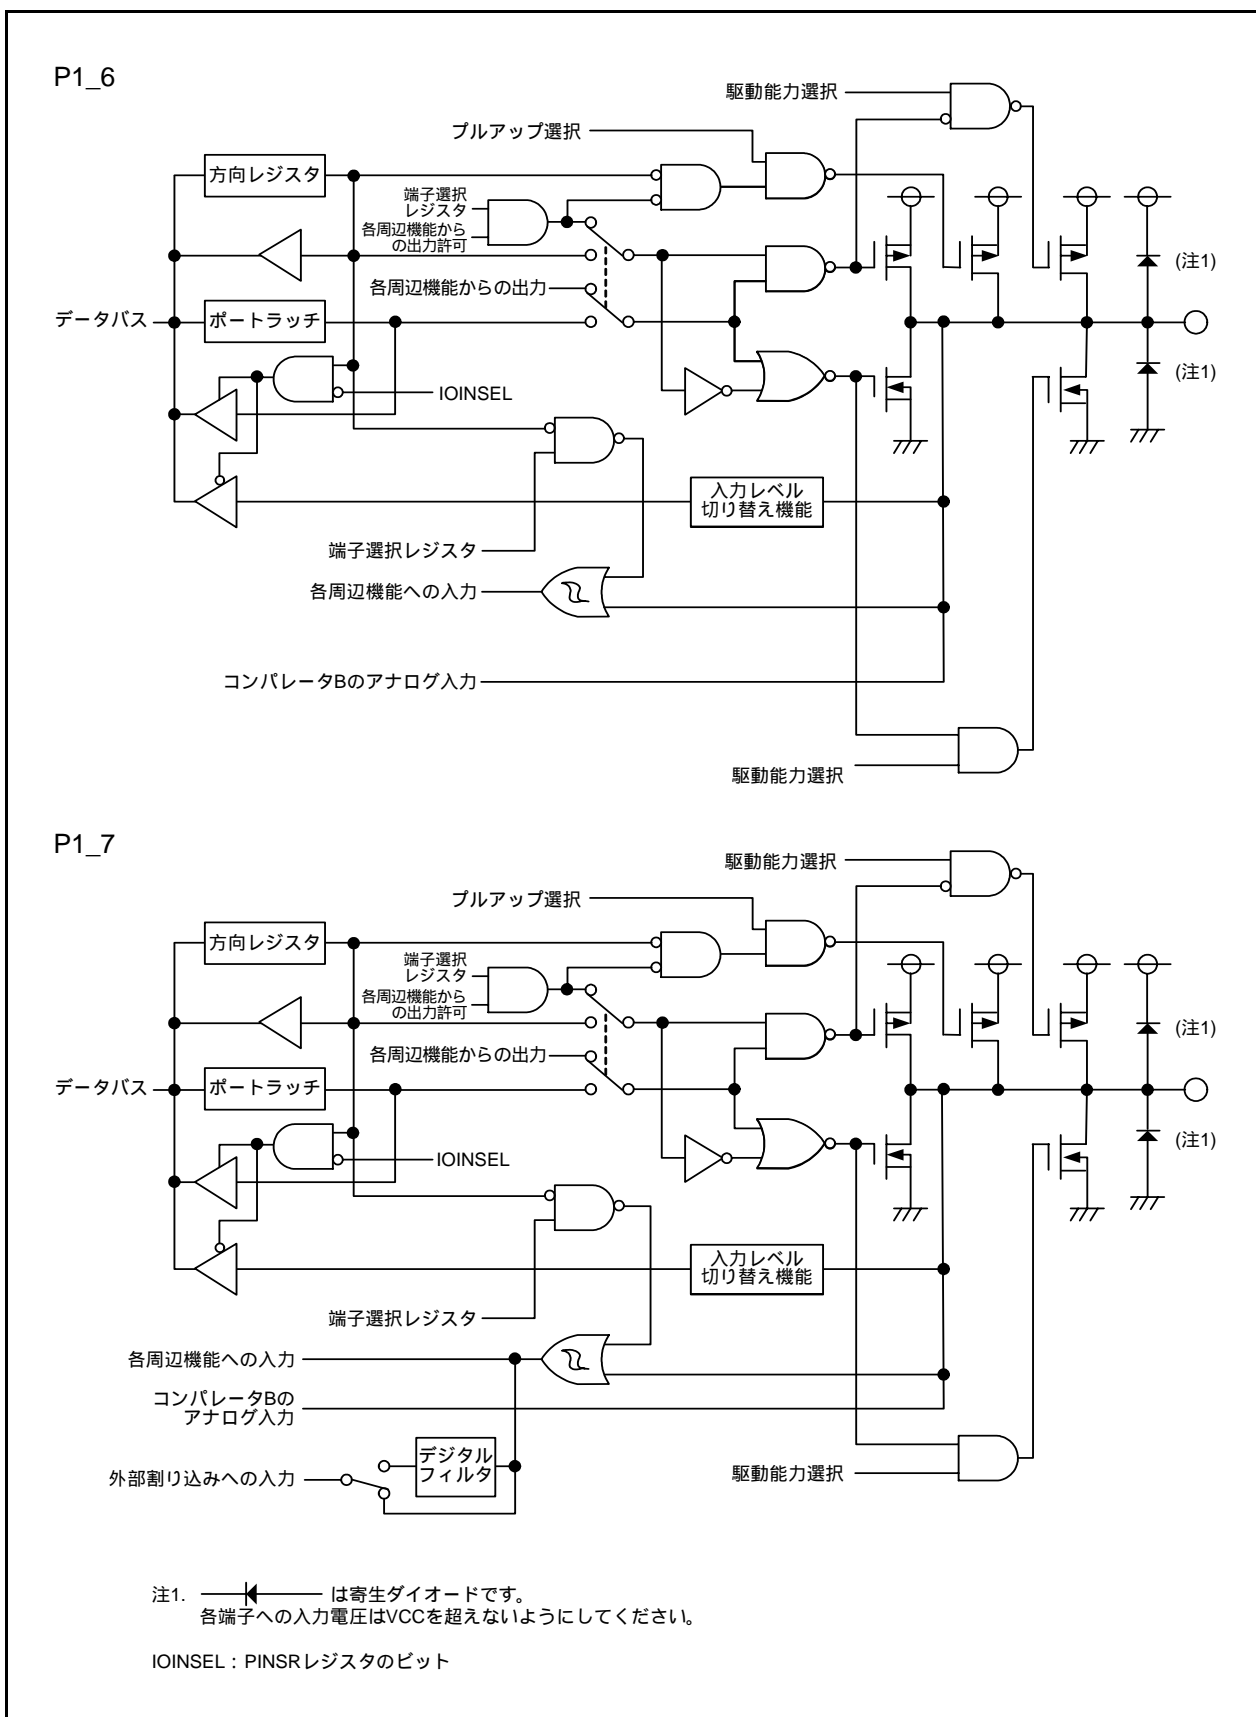 P1_6
駆動能力選択
プルアップ選択
方向レジスタ
端子選択
レジスタ
各周辺機能から
の出力許可
(注1)
各周辺機能からの出力
データバス
ポートラッチ
(注1)
IOINSEL
入力レベル
切り替え機能
端子選択レジスタ
各周辺機能への入力
コンパレータBのアナログ入力
駆動能力選択
P1_7
駆動能力選択
プルアップ選択
方向レジスタ
端子選択
レジスタ
各周辺機能から
の出力許可
(注1)
各周辺機能からの出力
データバス
ポートラッチ
(注1)
IOINSEL
入力レベル
切り替え機能
端子選択レジスタ
各周辺機能への入力
コンパレータBの
アナログ入力
デジタル
フィルタ
外部割り込みへの入力
駆動能力選択
注1. は寄生ダイオードです。
各端子への入力電圧はVCCを超えないようにしてください。
IOINSEL : PINSRレジスタのビット